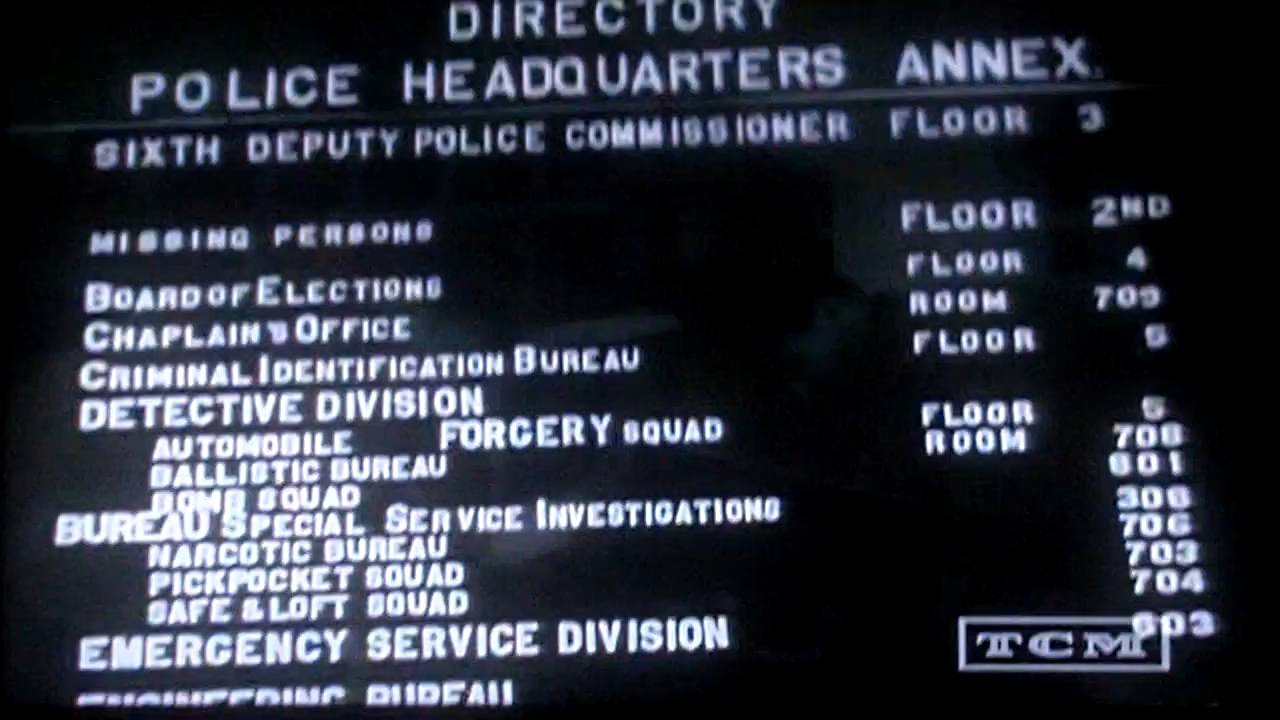 DIRECTORY
POLICE HEADQUARTERS ANNEX.
SIXTH DEPUTY POLICE COMMISSIONER FLOOR 3
MISSING PERSONS FLOOR 2ND
BOARD OF ELECTIONS FLOOR 4
CHAPLAIN'S OFFICE ROOM 709
CRIMINAL IDENTIFICATION BUREAU FLOOR 5
DETECTIVE DIVISION FLOOR 5
AUTOMOBILE FORGERY SQUAD ROOM 708
BALLISTIC BUREAU 601
BOMB SQUAD 306
BUREAU SPECIAL SERVICE INVESTIGATIONS 706
NARCOTIC BUREAU 703
PICKPOCKET SQUAD 704
SAFE & LOFT SQUAD 603
EMERGENCY SERVICE DIVISION
ENGINEERING BUREAU
TCM